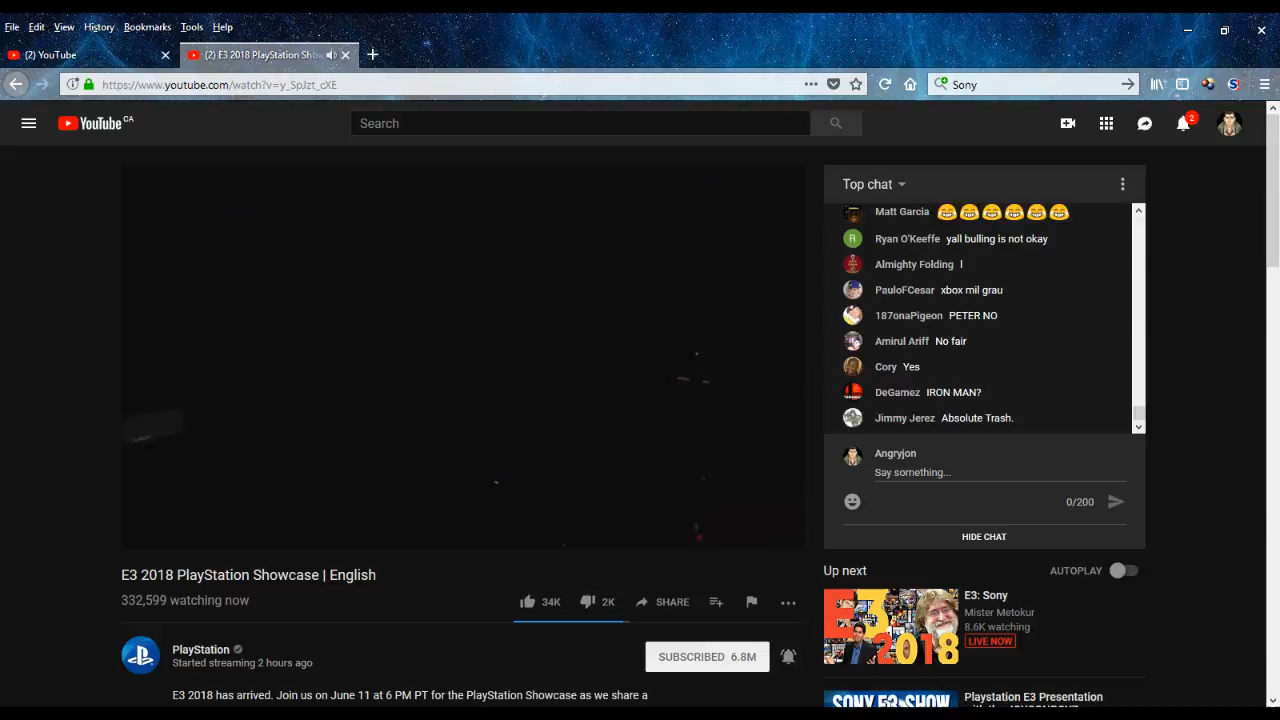 File Edit View History Bookmarks Tools Help
(2) YouTube
(2) E3 2018 PlayStation Sho
https://www.youtube.com/watch?v=y_SpJzt_cXE
Sony
YouTube CA
Search
2
Top chat
Matt Garcia 😂😂😂😂😂😂
R Ryan O'Keeffe yall bulling is not okay
Almighty Folding l
PauloFCesar xbox mil grau
187onaPigeon PETER NO
Amirul Ariff No fair
Cory Yes
DeGamez IRON MAN?
Jimmy Jerez Absolute Trash.
Angryjon
Say something...
0/200
HIDE CHAT
E3 2018 PlayStation Showcase | English
332,599 watching now
34K 2K SHARE
PlayStation
Started streaming 2 hours ago
SUBSCRIBED 6.8M
E3 2018 has arrived. Join us on June 11 at 6 PM PT for the PlayStation Showcase as we share a
Up next
AUTOPLAY
E3 2018
E3: Sony
Mister Metokur
8.6K watching
LIVE NOW
SONY E3 SHOW
Playstation E3 Presentation